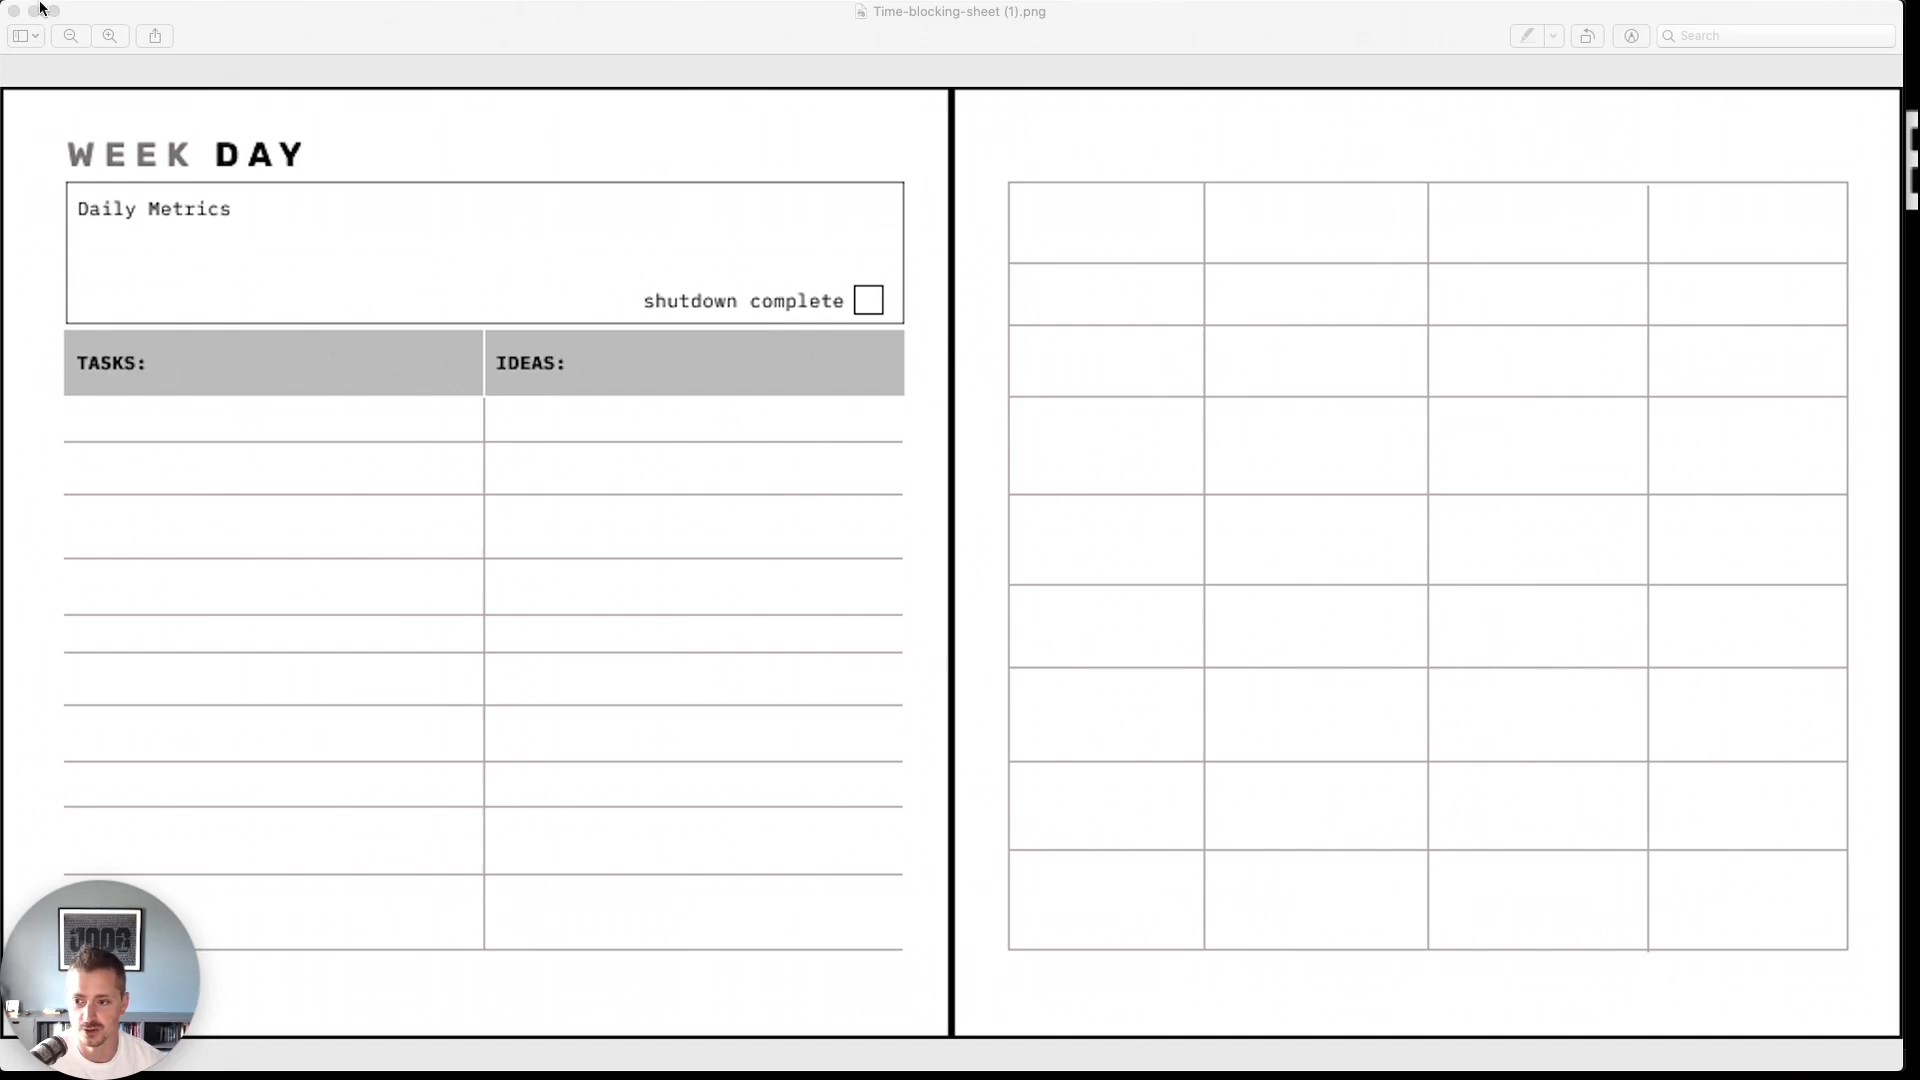 Time-blocking-sheet (1).png
Search
WEEK DAY
Daily Metrics
shutdown complete
TASKS:
IDEAS: